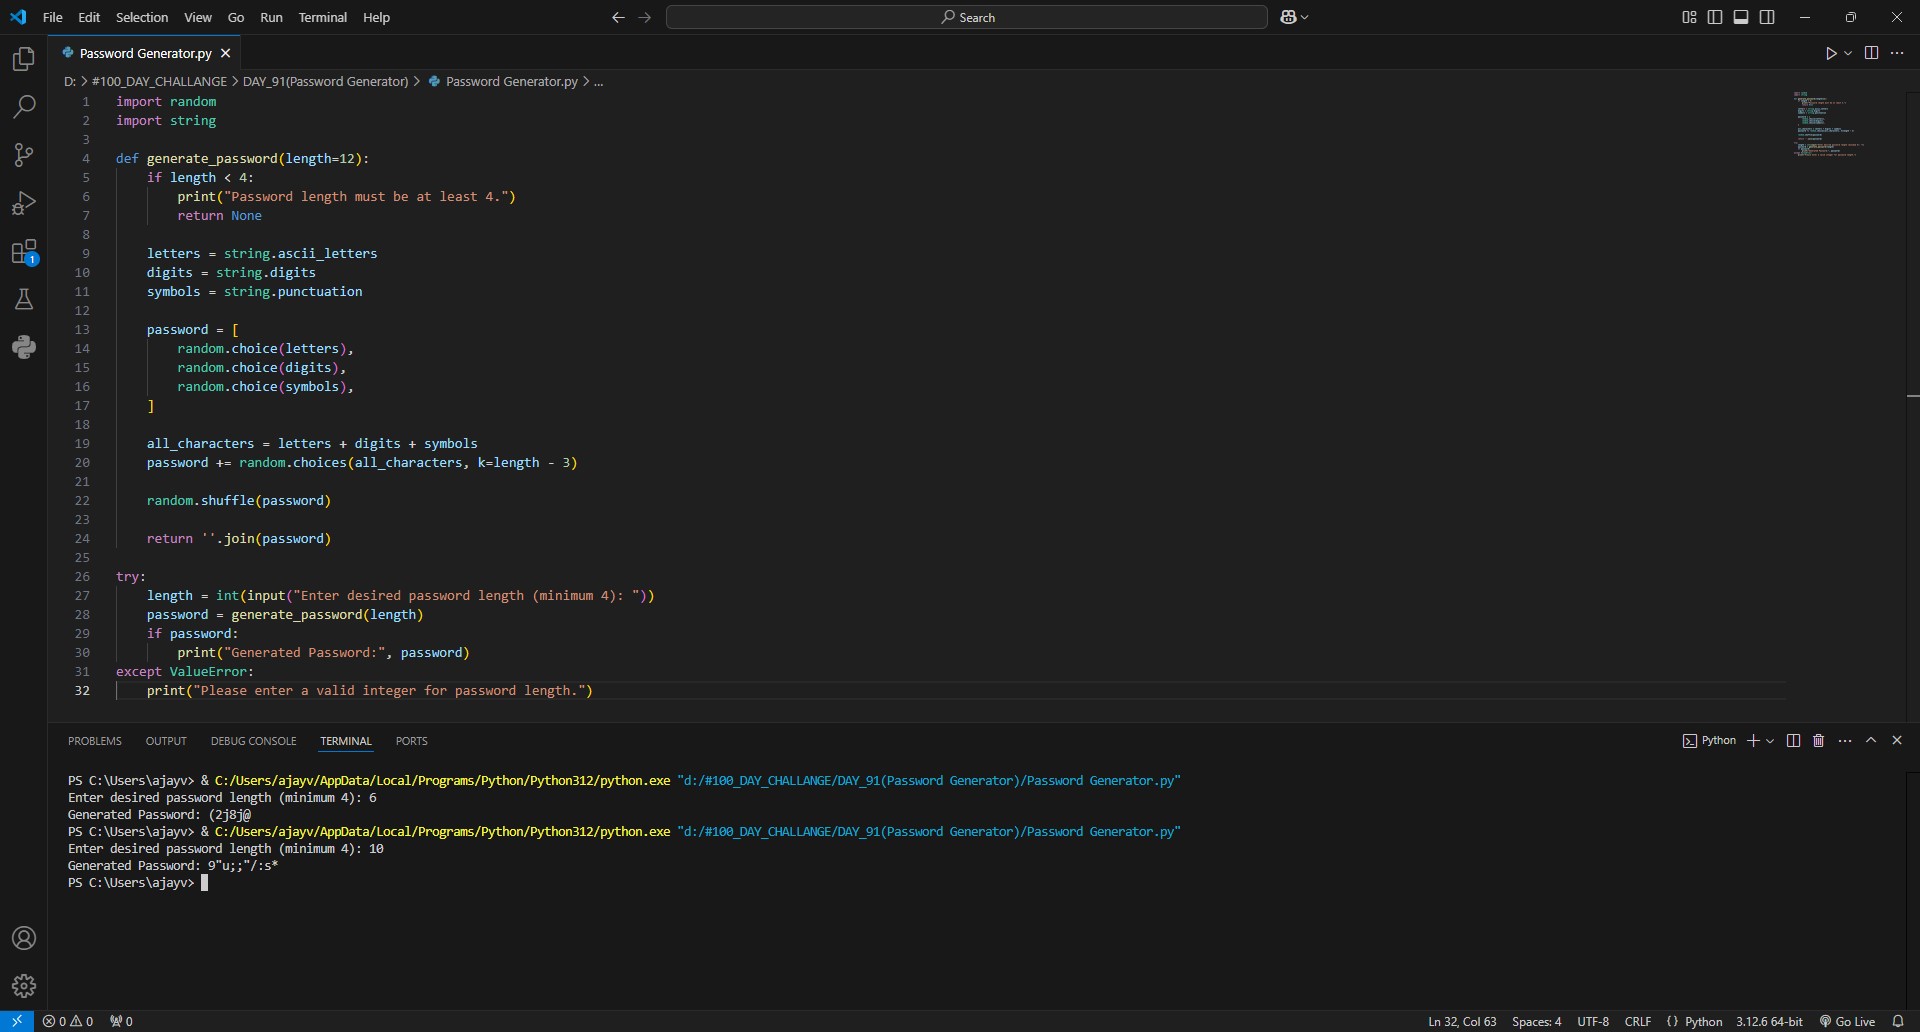 File Edit Selection View Go Run Terminal Help
Search
Password Generator.py
D: > #100_DAY_CHALLANGE > DAY_91(Password Generator) > Password Generator.py > ...
1 import random
2 import string
3
4 def generate_password(length=12):
5     if length < 4:
6         print("Password length must be at least 4.")
7         return None
8
9     letters = string.ascii_letters
10     digits = string.digits
11     symbols = string.punctuation
12
13     password = [
14         random.choice(letters),
15         random.choice(digits),
16         random.choice(symbols),
17     ]
18
19     all_characters = letters + digits + symbols
20     password += random.choices(all_characters, k=length - 3)
21
22     random.shuffle(password)
23
24     return ''.join(password)
25
26 try:
27     length = int(input("Enter desired password length (minimum 4): "))
28     password = generate_password(length)
29     if password:
30         print("Generated Password:", password)
31 except ValueError:
32     print("Please enter a valid integer for password length.")
1
PROBLEMS OUTPUT DEBUG CONSOLE TERMINAL PORTS
Python
PS C:\Users\ajayv> & C:/Users/ajayv/AppData/Local/Programs/Python/Python312/python.exe "d:/#100_DAY_CHALLANGE/DAY_91(Password Generator)/Password Generator.py"
Enter desired password length (minimum 4): 6
Generated Password: (2j8j@
PS C:\Users\ajayv> & C:/Users/ajayv/AppData/Local/Programs/Python/Python312/python.exe "d:/#100_DAY_CHALLANGE/DAY_91(Password Generator)/Password Generator.py"
Enter desired password length (minimum 4): 10
Generated Password: 9"u;;"/:s*
PS C:\Users\ajayv>
0 0 0 Ln 32, Col 63 Spaces: 4 UTF-8 CRLF {} Python 3.12.6 64-bit Go Live